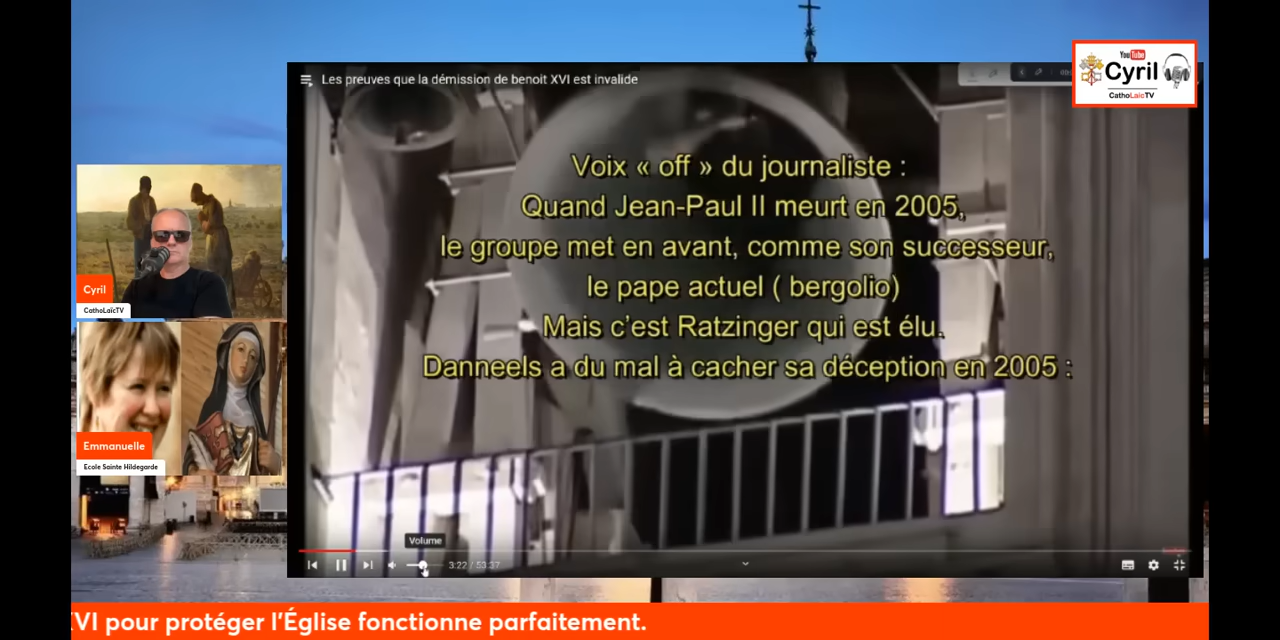 Les preuves que la démission de benoit XVI est invalide
YouTube
Cyril
CathoLaïcTV
Voix « off » du journaliste :
Quand Jean-Paul II meurt en 2005,
le groupe met en avant, comme son successeur,
le pape actuel ( bergolio)
Mais c’est Ratzinger qui est élu.
Danneels a du mal à cacher sa déception en 2005 :
Cyril
CathoLaïcTV
Emmanuelle
Ecole Sainte Hildegarde
Volume
3:22 / 53:37
XVI pour protéger l’Église fonctionne parfaitement.